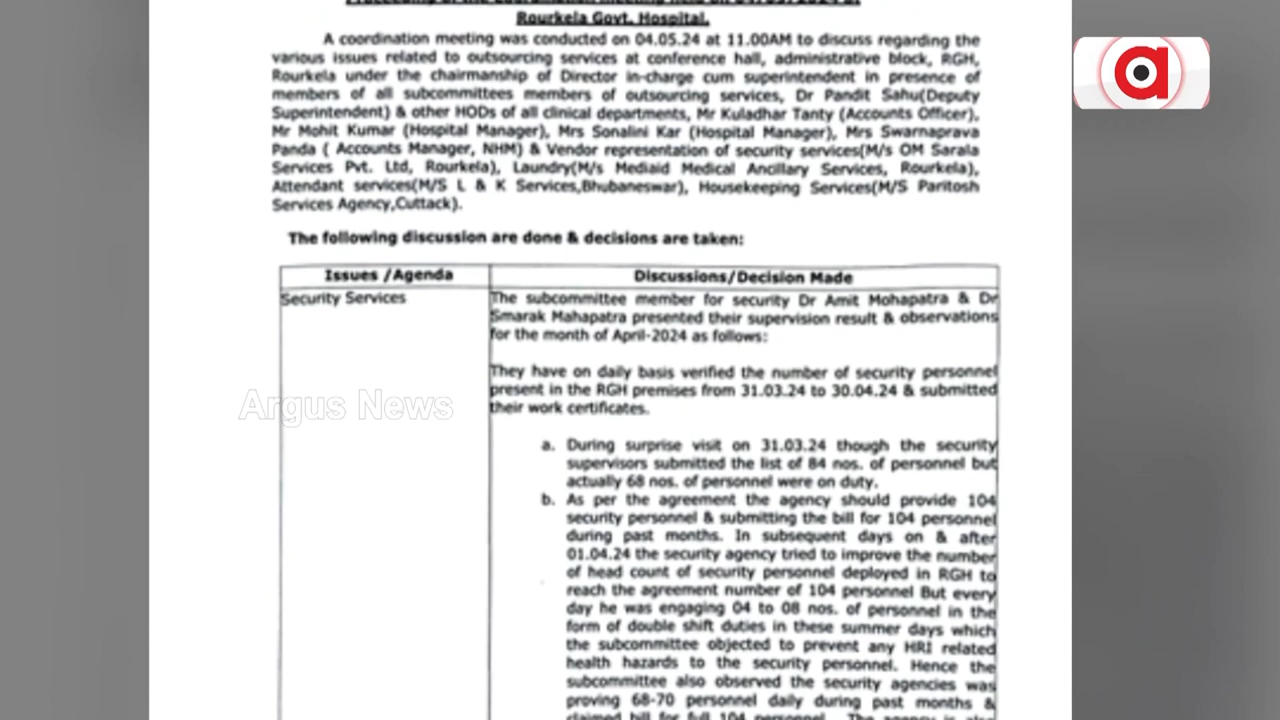 Rourkela Govt. Hospital.
A coordination meeting was conducted on 04.05.24 at 11.00AM to discuss regarding the
various issues related to outsourcing services at conference hall, administrative block, RGH,
Rourkela under the chairmanship of Director in-charge cum superintendent in presence of
members of all subcommittees members of outsourcing services, Dr Pandit Sahu(Deputy
Superintendent) & other HODs of all clinical departments, Mr Kuladhar Tanty (Accounts Officer),
Mr Mohit Kumar (Hospital Manager), Mrs Sonalini Kar (Hospital Manager), Mrs Swarnaprava
Panda ( Accounts Manager, NHM) & Vendor representation of security services(M/s OM Sarala
Services Pvt. Ltd, Rourkela), Laundry(M/s Mediaid Medical Ancillary Services, Rourkela),
Attendant services(M/S L & K Services,Bhubaneswar), Housekeeping Services(M/S Paritosh
Services Agency,Cuttack).
The following discussion are done & decisions are taken:
Issues /Agenda
Discussions/Decision Made
Security Services
The subcommittee member for security Dr Amit Mohapatra & Dr
Smarak Mahapatra presented their supervision result & observations
for the month of April-2024 as follows:
They have on daily basis verified the number of security personnel
present in the RGH premises from 31.03.24 to 30.04.24 & submitted
their work certificates.
a. During surprise visit on 31.03.24 though the security
supervisors submitted the list of 84 nos. of personnel but
actually 68 nos. of personnel were on duty.
b. As per the agreement the agency should provide 104
security personnel & submitting the bill for 104 personnel
during past months. In subsequent days on & after
01.04.24 the security agency tried to improve the number
of head count of security personnel deployed in RGH to
reach the agreement number of 104 personnel But every
day he was engaging 04 to 08 nos. of personnel in the
form of double shift duties in these summer days which
the subcommittee objected to prevent any HRI related
health hazards to the security personnel. Hence the
subcommittee also observed the security agencies was
proving 68-70 personnel daily during past months &
claimed bill for full 104 personnel. The agency is also
Argus News
a